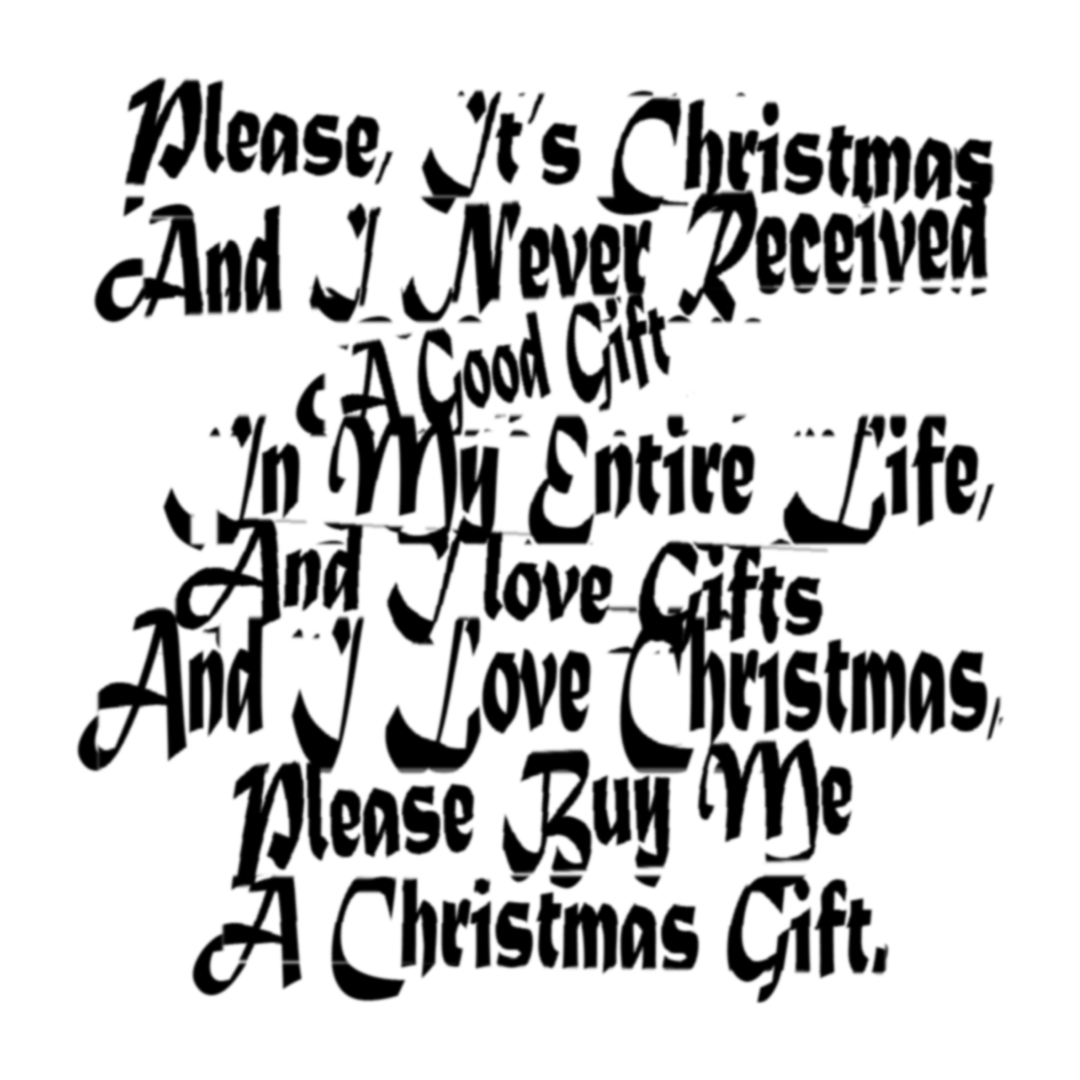 Please, It's Christmas
And I Never Received
A Good Gift
In My Entire Life,
And I love Gifts
And I Love Christmas,
Please Buy Me
A Christmas Gift.